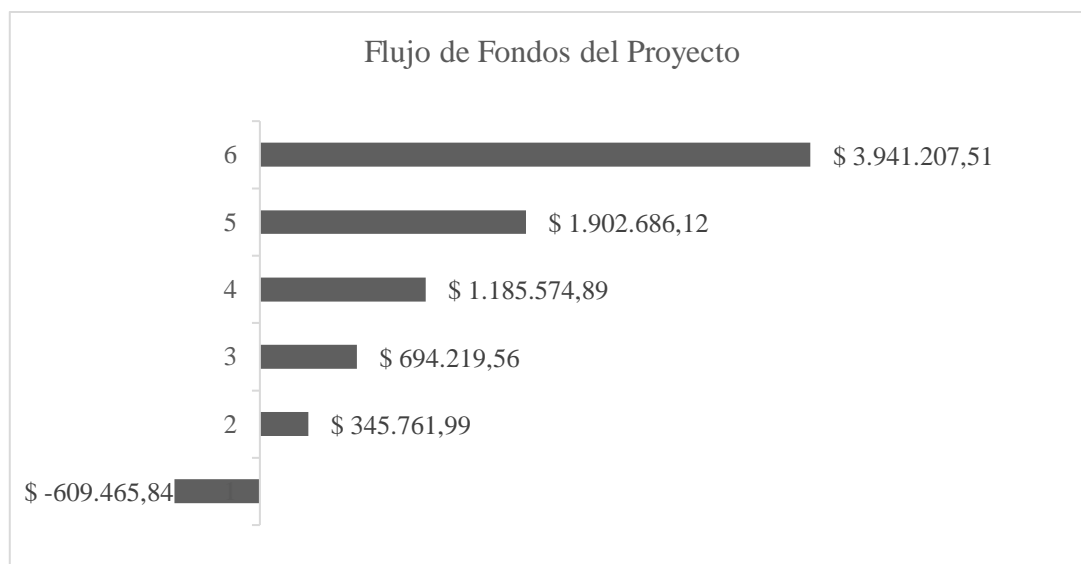 Flujo de Fondos del Proyecto
6 $ 3.941.207,51
5 $ 1.902.686,12
4 $ 1.185.574,89
3 $ 694.219,56
2 $ 345.761,99
$ -609.465,84 1